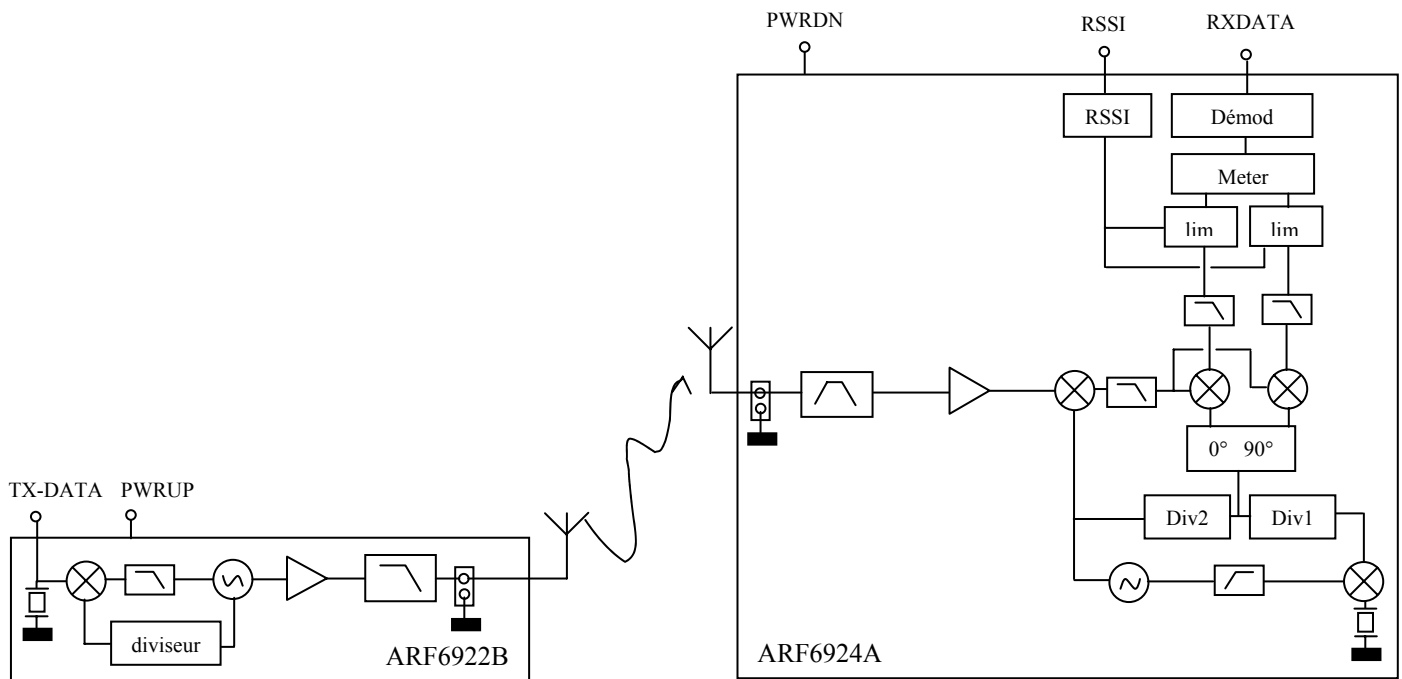 PWRDN
RSSI
RXDATA
RSSI
Démod
Meter
lim
lim
0° 90°
TX-DATA
PWRUP
Div2
Div1
diviseur
ARF6922B
ARF6924A